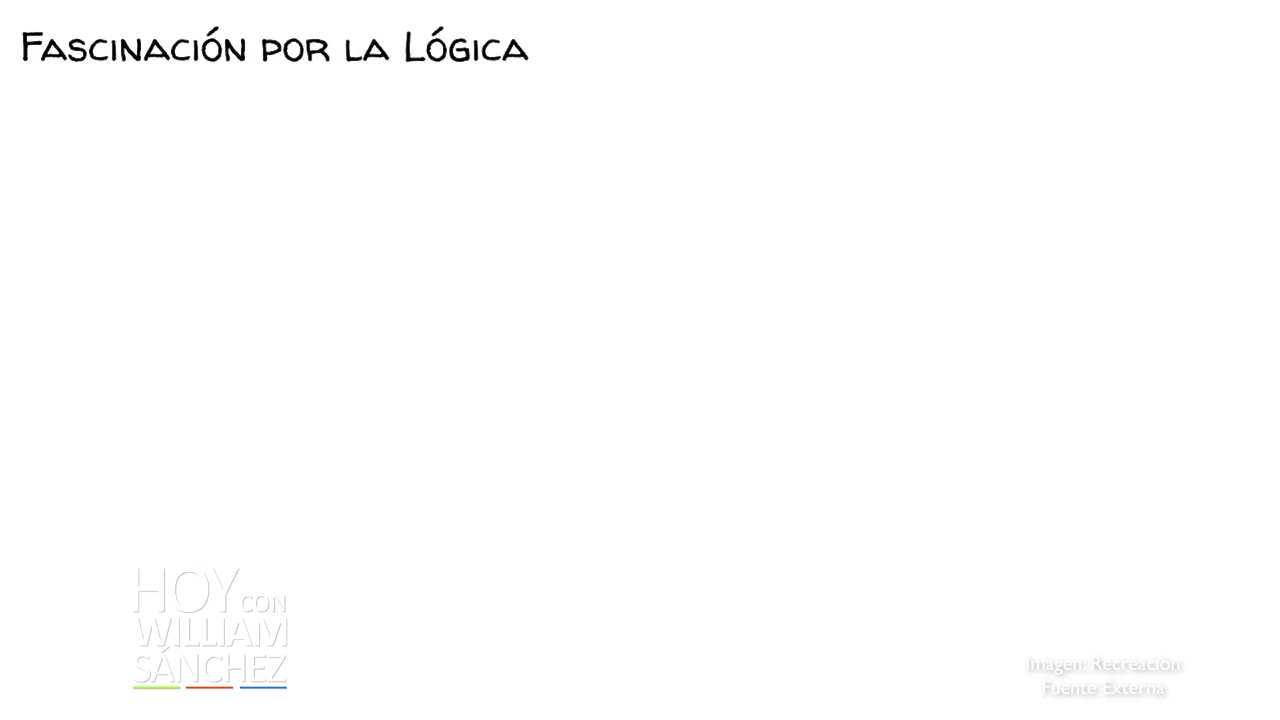 Fascinación por la Lógica
HOY CON
WILLIAM
SÁNCHEZ
Imagen: Recreación
Fuente Externa